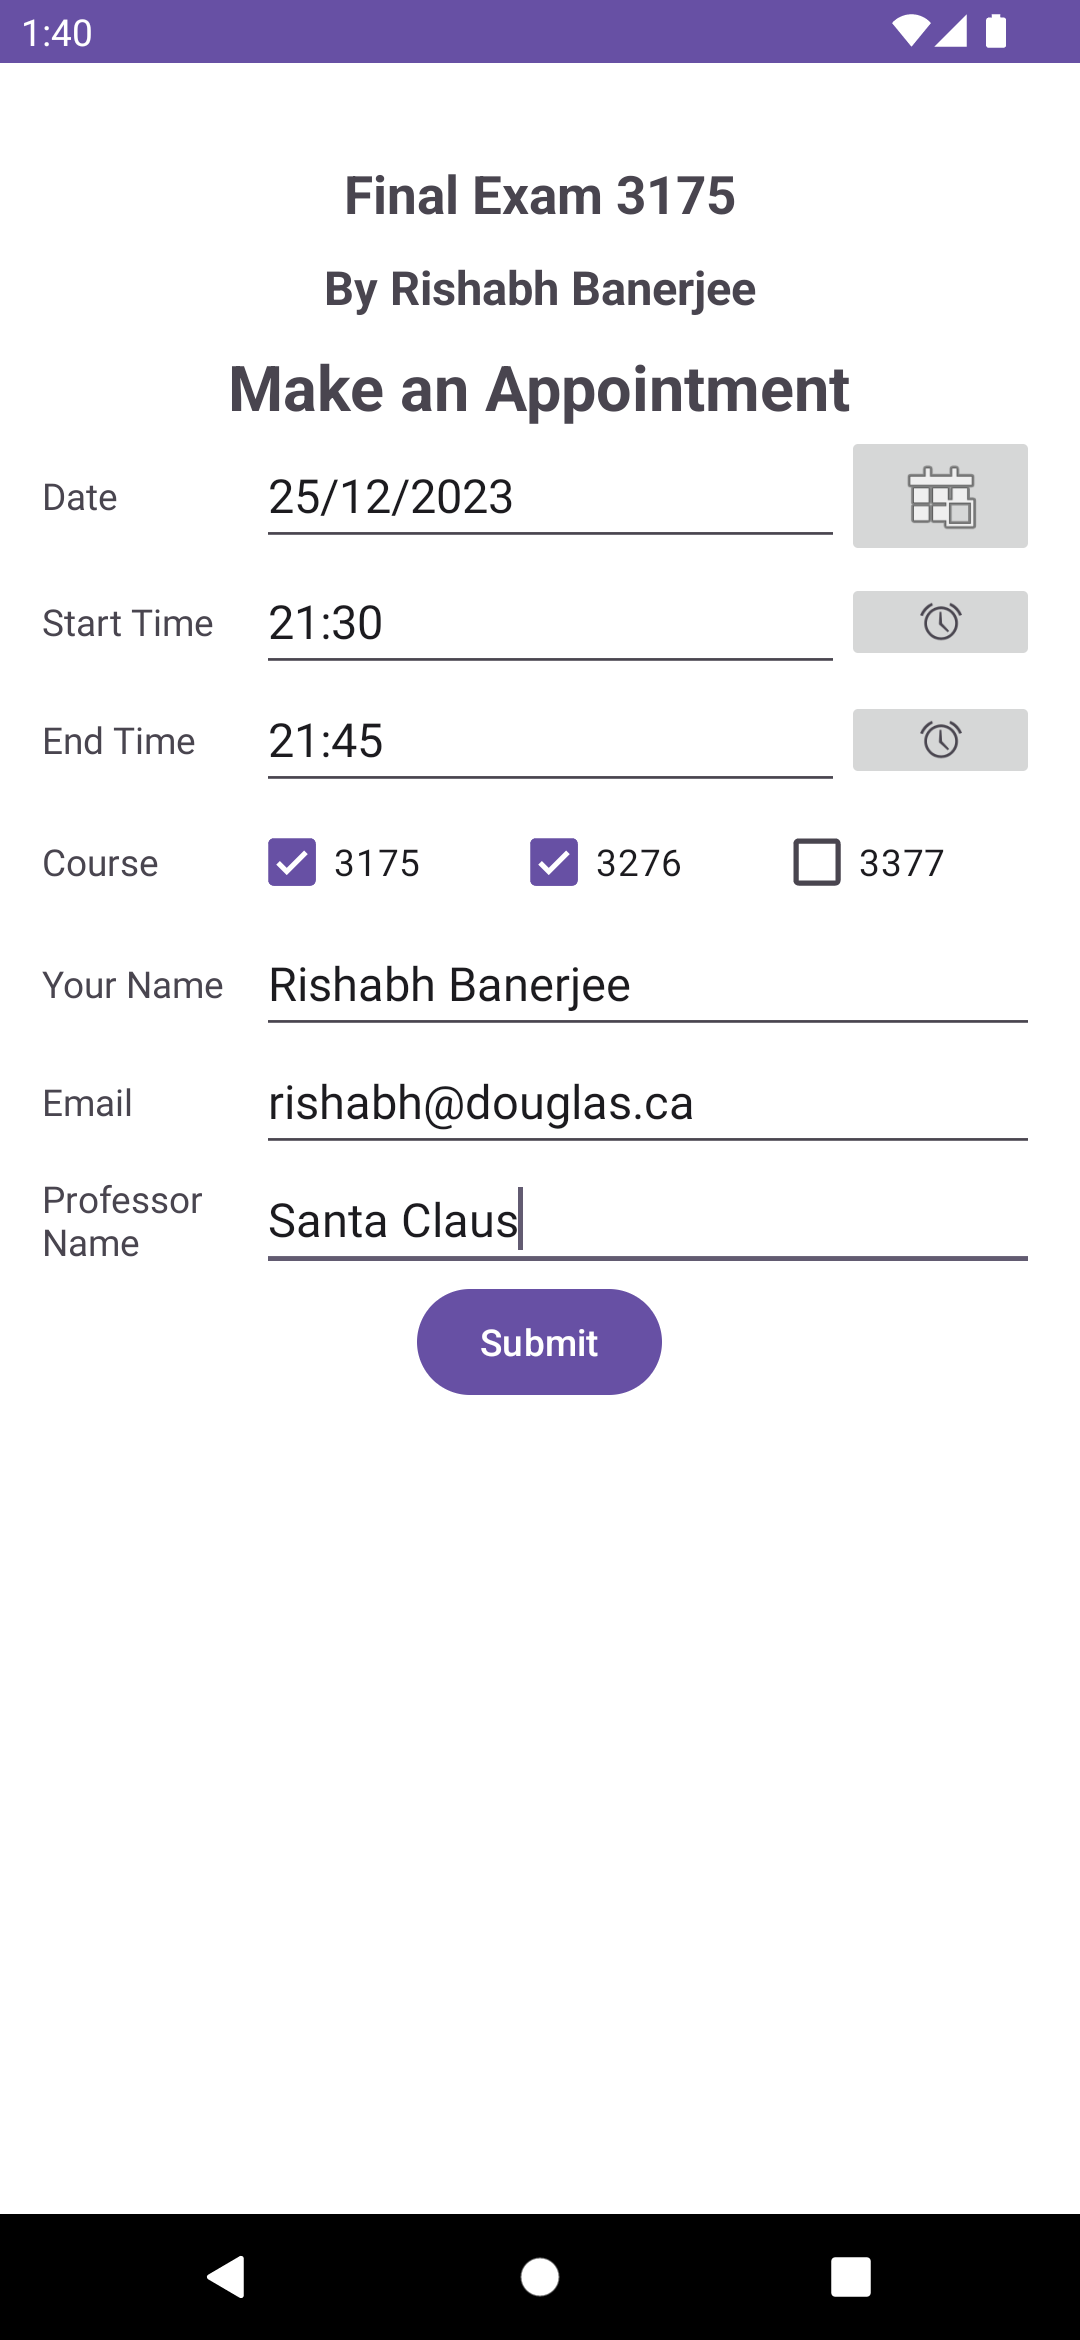 1:40
Final Exam 3175
By Rishabh Banerjee
Make an Appointment
Date 25/12/2023
Start Time 21:30
End Time 21:45
Course 3175 3276 3377
Your Name Rishabh Banerjee
Email rishabh@douglas.ca
Professor
Name Santa Claus
Submit